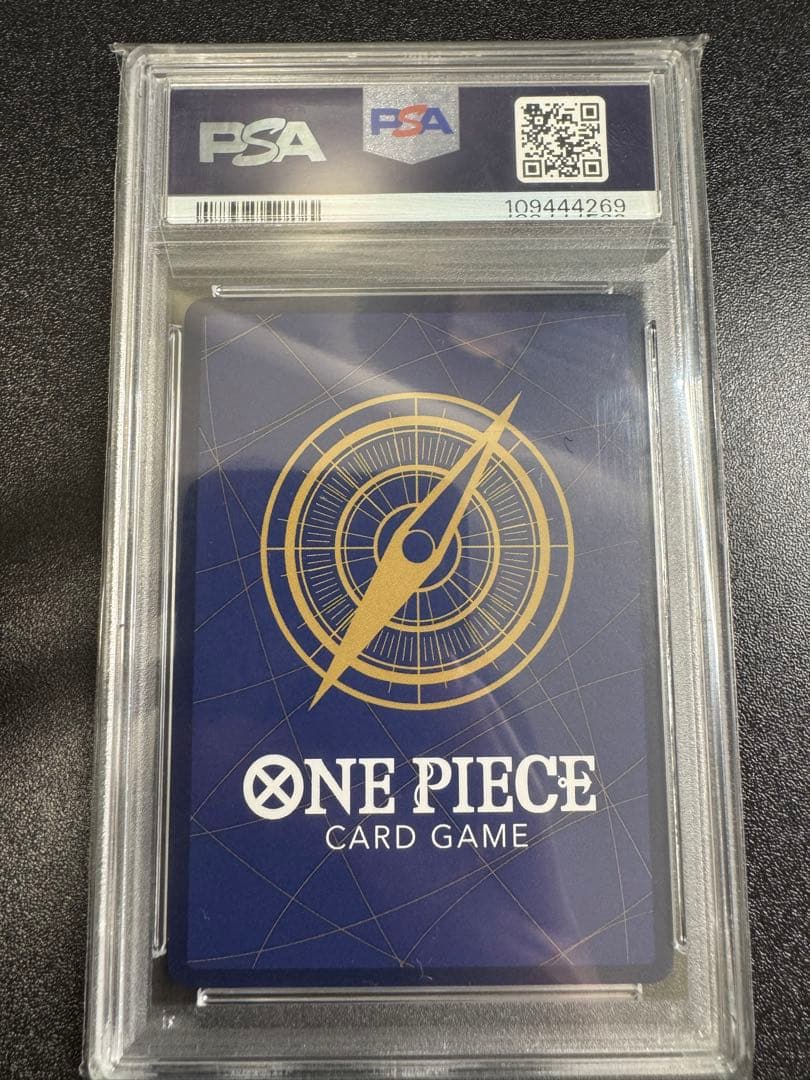 PSA
PSA
109444269
ONE PIECE
CARD GAME